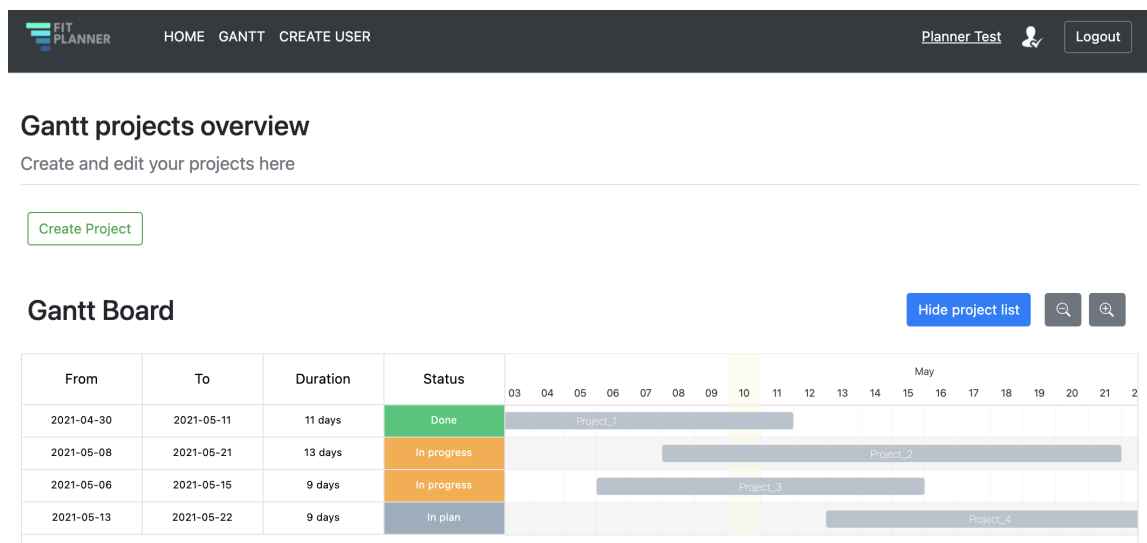 FIT
PLANNER
HOME GANTT CREATE USER
Planner Test
Logout
Gantt projects overview
Create and edit your projects here
Create Project
Gantt Board
Hide project list
From To Duration Status
May
03 04 05 06 07 08 09 10 11 12 13 14 15 16 17 18 19 20 21 2
2021-04-30 2021-05-11 11 days Done Project_1
2021-05-08 2021-05-21 13 days In progress Project_2
2021-05-06 2021-05-15 9 days In progress Project_3
2021-05-13 2021-05-22 9 days In plan Project_4